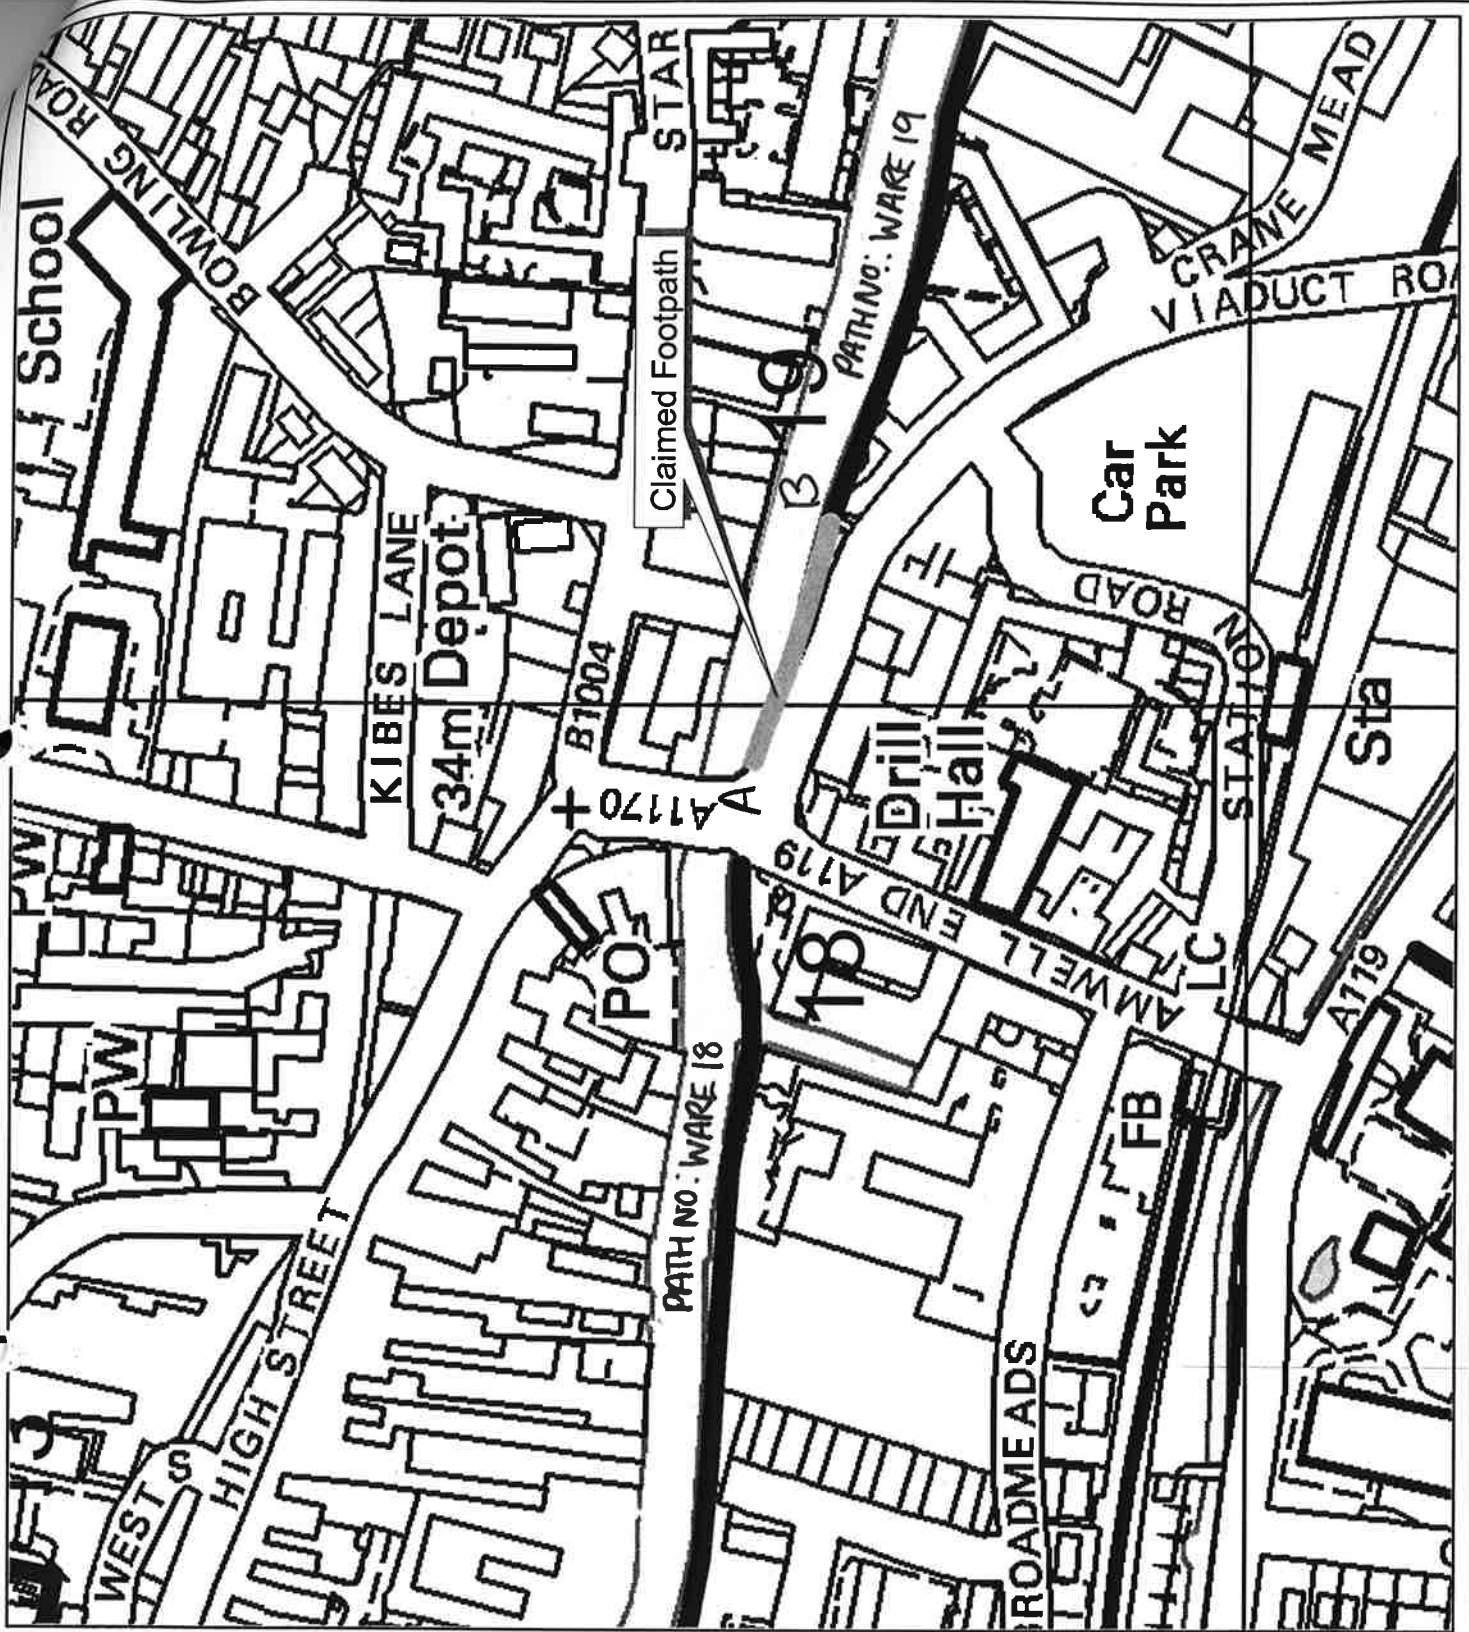 BOWLING ROAD
School
STAR
PATH NO: WARE 19
CRANE MEAD
VIADUCT
Claimed Footpath
19
B
Car
Park
KIBES LANE
Depot
34m
B1004
STATION ROAD
Sta
Drill
Hall
A1170
A
AMWELL END A119
18
PO
PW
PW
LC
A119
PATH NO: WARE 18
FB
HIGH STREET
WEST S
3